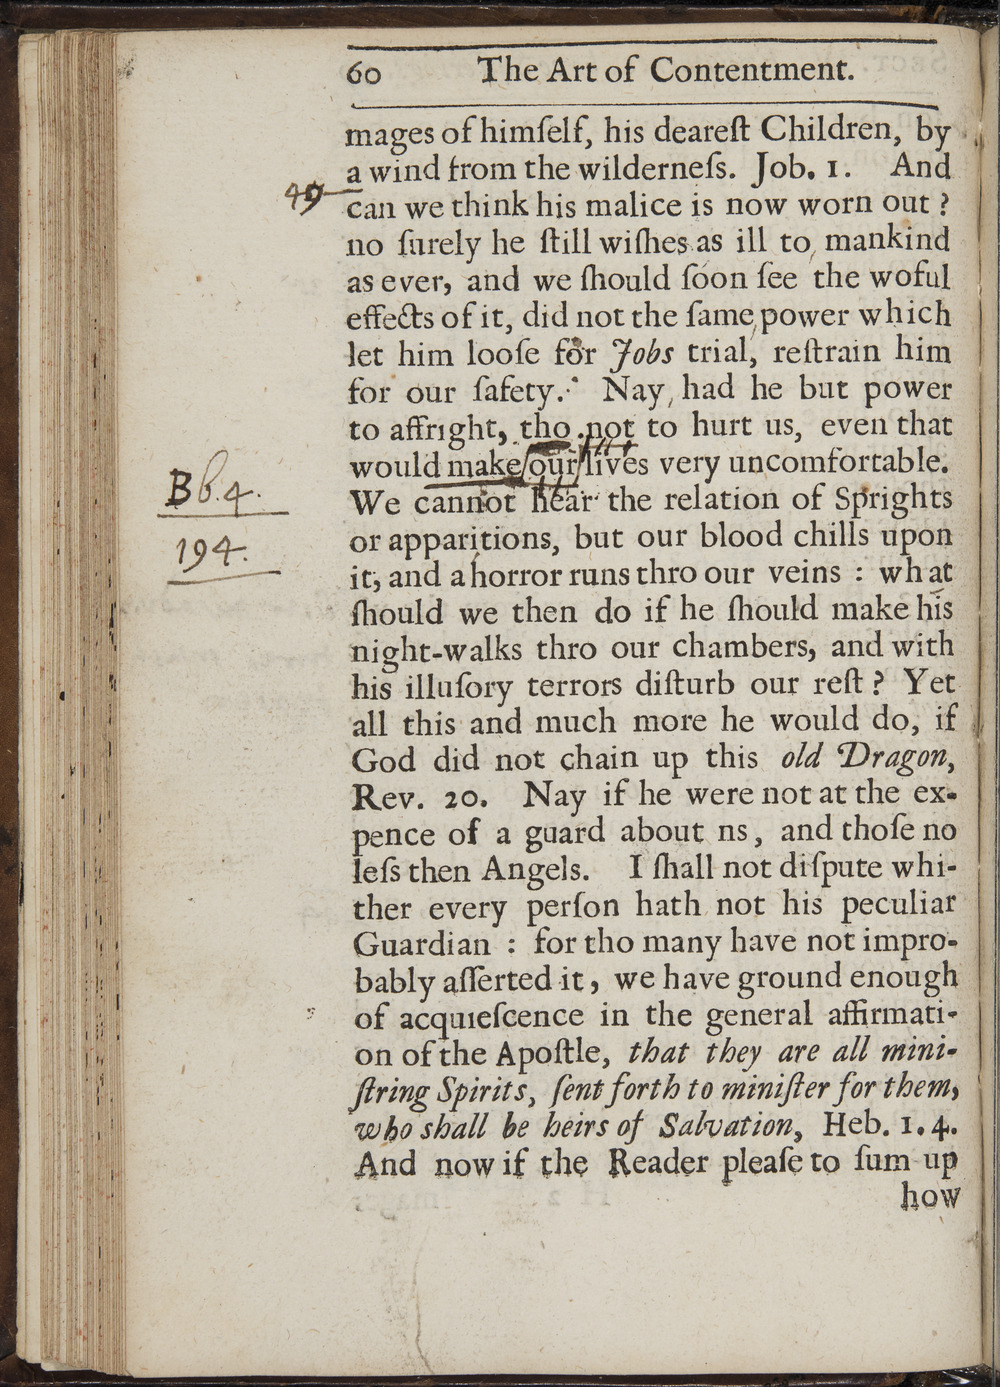 60 The Art of Contentment.
mages of himſelf, his deareſt Children, by
a wind from the wilderneſs. Job. 1. And
49
can we think his malice is now worn out ?
no ſurely he ſtill wiſhes as ill to mankind
as ever, and we ſhould ſoon ſee the woful
effects of it, did not the ſame power which
let him looſe for Jobs trial, reſtrain him
for our ſafety. Nay, had he but power
to affright, tho not to hurt us, even that
would make our lives very uncomfortable.
Bb.4.
We cannot hear the relation of Sprights
or apparitions, but our blood chills upon
194.
it; and a horror runs thro our veins : what
ſhould we then do if he ſhould make his
night-walks thro our chambers, and with
his illuſory terrors diſturb our reſt ? Yet
all this and much more he would do, if
God did not chain up this old Dragon,
Rev. 20. Nay if he were not at the ex-
pence of a guard about ns, and thoſe no
leſs then Angels. I ſhall not diſpute whi-
ther every perſon hath not his peculiar
Guardian : for tho many have not impro-
bably aſſerted it, we have ground enough
of acquieſcence in the general affirmati-
on of the Apoſtle, that they are all mini-
ſtring Spirits, ſent forth to miniſter for them,
who shall be heirs of Salvation, Heb. 1. 4.
And now if the Reader pleaſe to ſum up
how